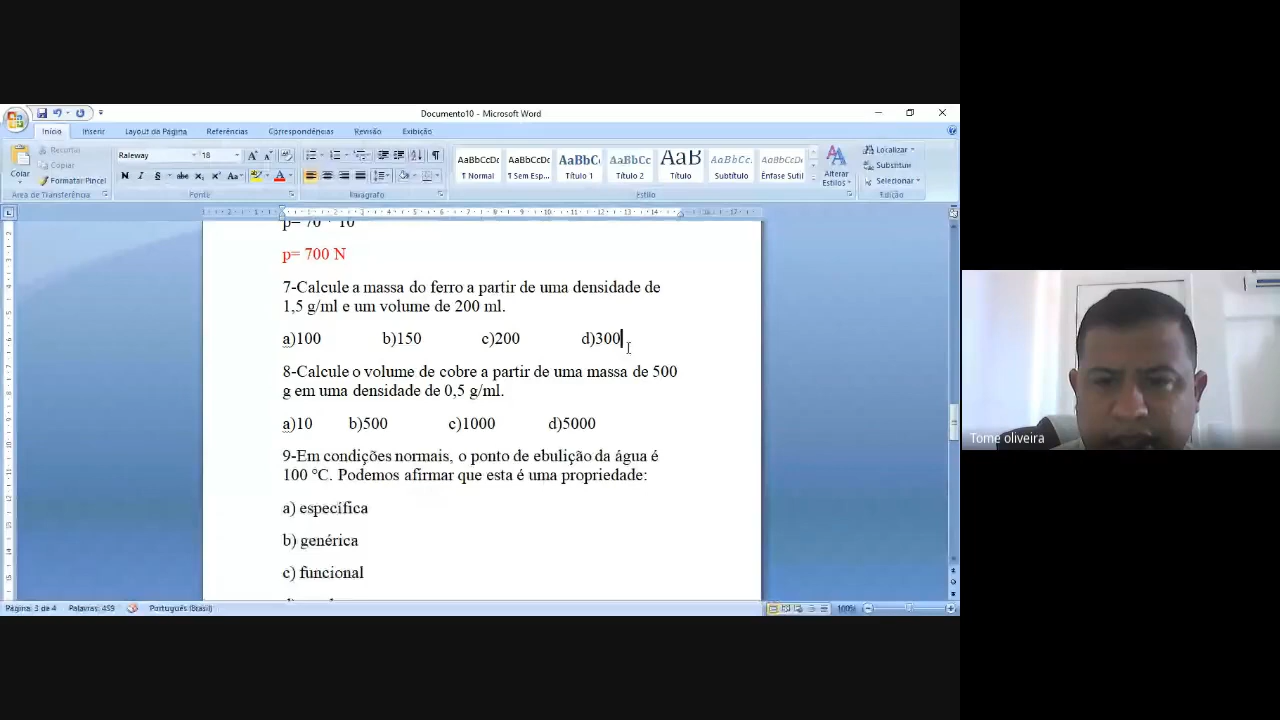 Documento10 - Microsoft Word
Início Inserir Layout da Página Referências Correspondências Revisão Exibição
Colar
Recortar
Copiar
Formatar Pincel
Área de Transferência
Raleway 18
Fonte
Parágrafo
AaBbCcDc AaBbCcDc AaBbC AaBbCc AaB AaBbCc. AaBbCcDc
¶ Normal ¶ Sem Esp... Título 1 Título 2 Título Subtítulo Ênfase Sutil
Alterar Estilos
Estilo
Localizar
Substituir
Selecionar
Edição
p= 70 * 10
p= 700 N
7-Calcule a massa do ferro a partir de uma densidade de
1,5 g/ml e um volume de 200 ml.
a)100 b)150 c)200 d)300
8-Calcule o volume de cobre a partir de uma massa de 500
g em uma densidade de 0,5 g/ml.
a)10 b)500 c)1000 d)5000
9-Em condições normais, o ponto de ebulição da água é
100 °C. Podemos afirmar que esta é uma propriedade:
a) específica
b) genérica
c) funcional
Página: 3 de 4 Palavras: 459 Português (Brasil) 100%
Tome oliveira